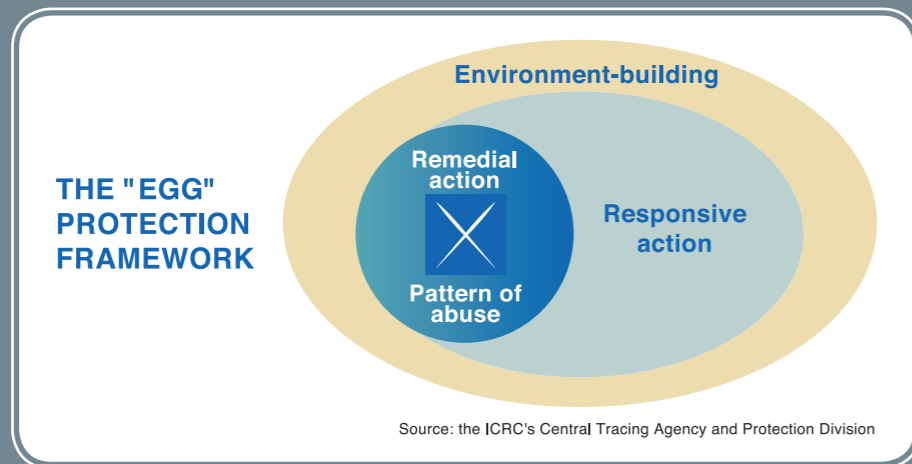 THE "EGG"
PROTECTION
FRAMEWORK
Environment-building
Remedial
action
Pattern of
abuse
Responsive
action
Source: the ICRC's Central Tracing Agency and Protection Division